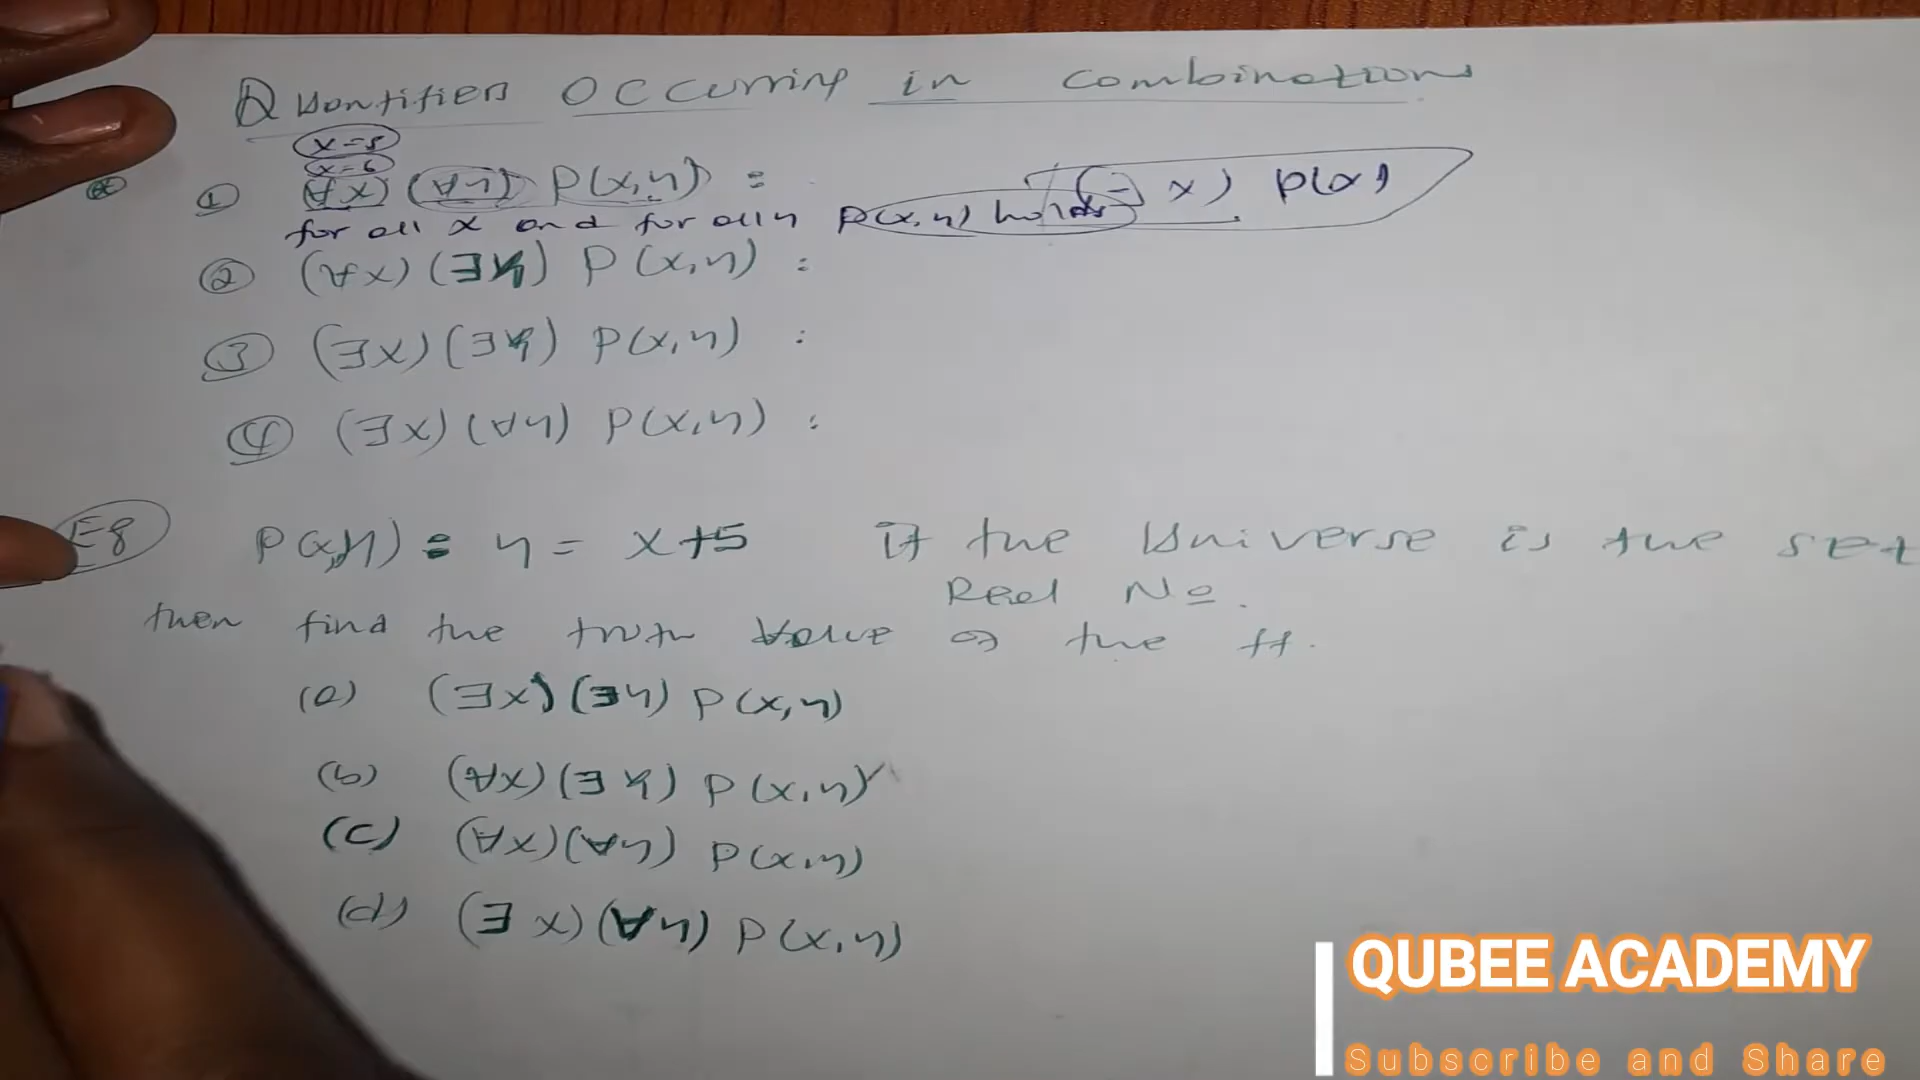 Quantifiers Occurring in Combinations
x=5
x=6
① (∀x) (∀y) P(x,y) =
(∃ x) P(x)
for all x and for all y P(x,y) holds
② (∀x) (∃y) P(x,y) :
③ (∃x) (∃y) P(x,y) :
④ (∃x) (∀y) P(x,y) :
Eg P(x,y) = y = x+5 if the universe is the set
Real No.
then find the truth value of the ff.
(a) (∃x) (∃y) P(x,y)
(b) (∀x) (∃y) P(x,y)
(c) (∀x) (∀y) P(x,y)
(d) (∃x) (∀y) P(x,y)
QUBEE ACADEMY
Subscribe and Share